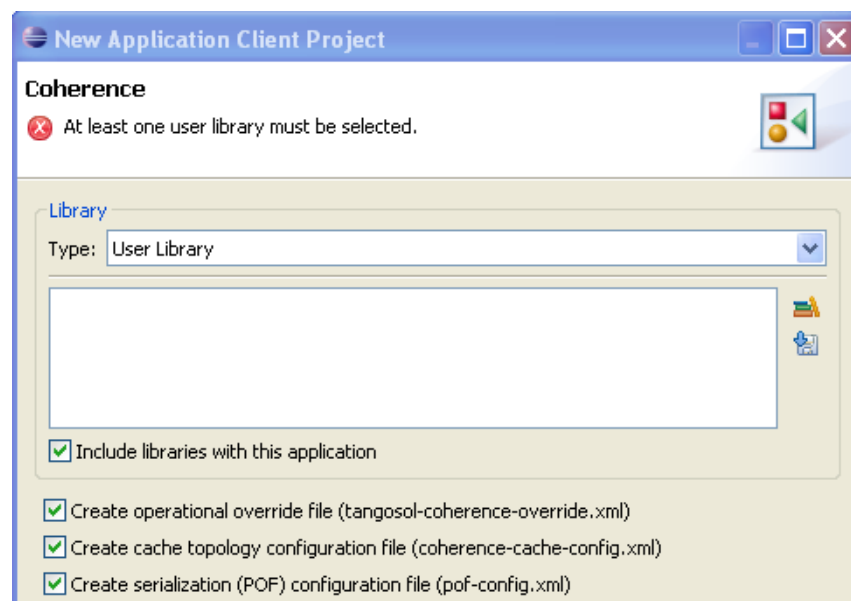 New Application Client Project
Coherence
At least one user library must be selected.
Library
Type: User Library
Include libraries with this application
Create operational override file (tangosol-coherence-override.xml)
Create cache topology configuration file (coherence-cache-config.xml)
Create serialization (POF) configuration file (pof-config.xml)